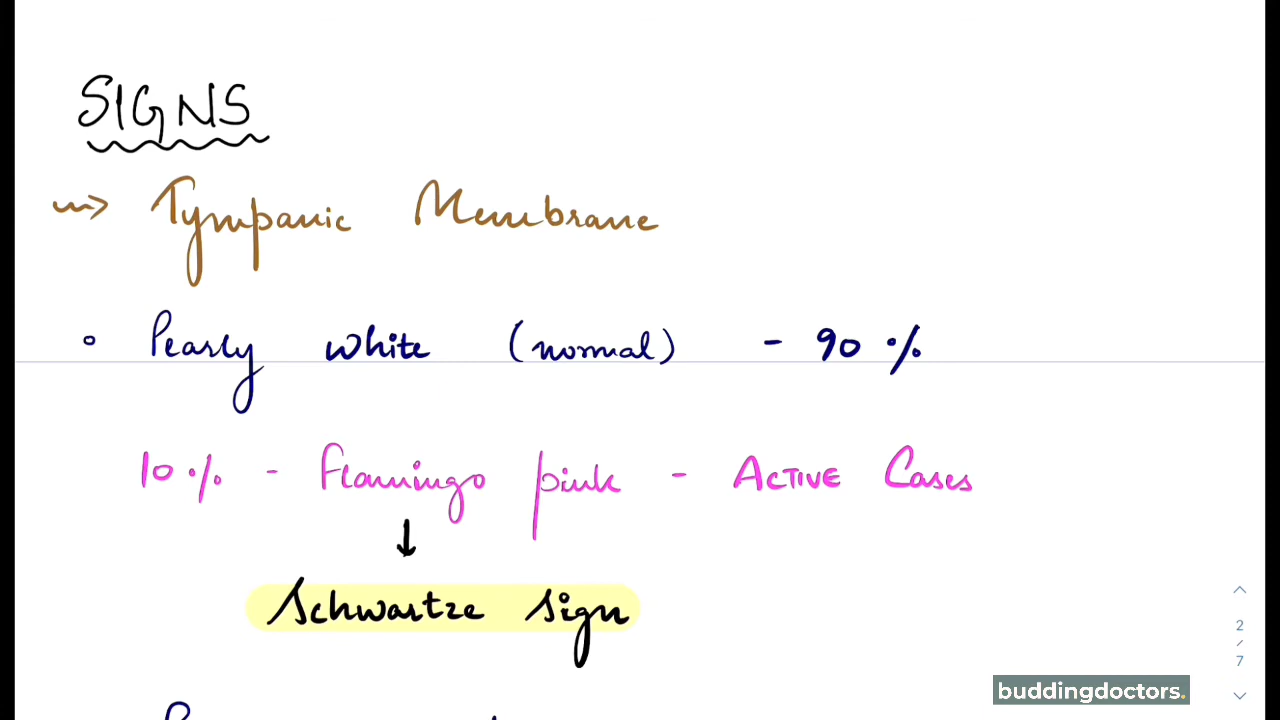 SIGNS
⇝ Tympanic Membrane
• Pearly white (normal) - 90 %
10 % - Flamingo pink - ACTIVE Cases
↓
Schwartze sign
2
/
7
buddingdoctors.